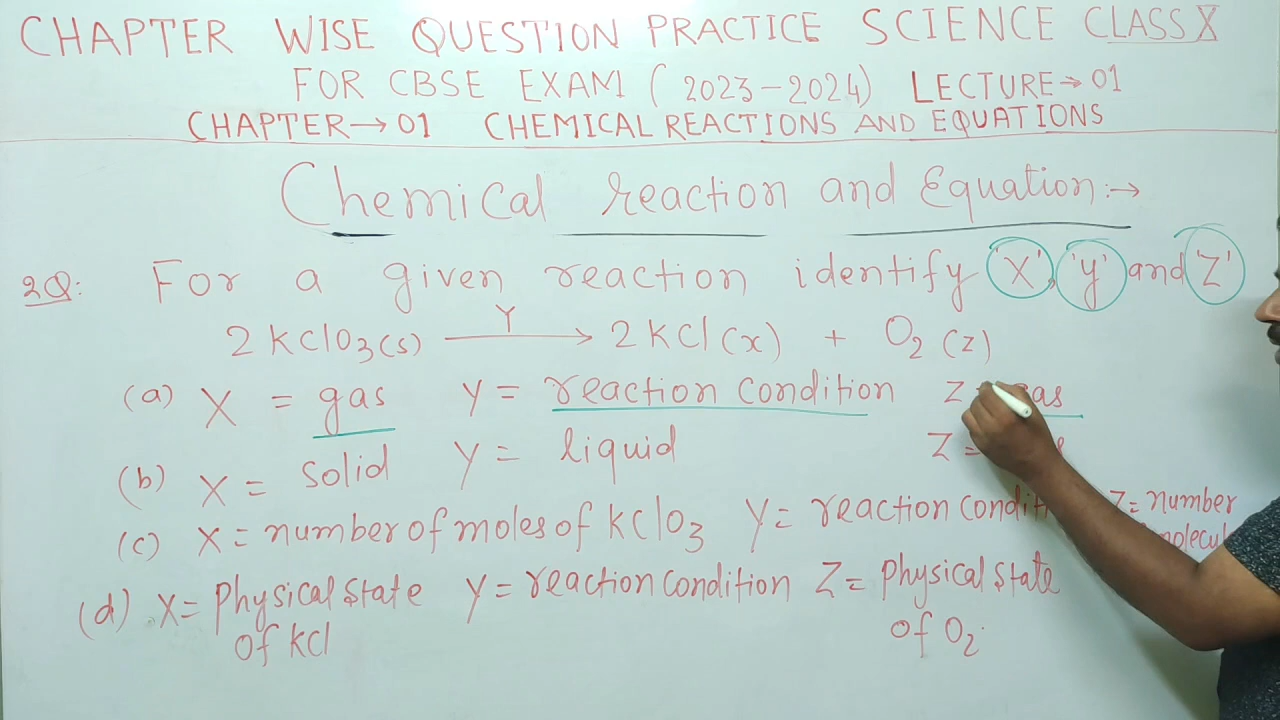 CHAPTER WISE QUESTION PRACTICE SCIENCE CLASS X
FOR CBSE EXAM (2023-2024) LECTURE→01
CHAPTER→01 CHEMICAL REACTIONS AND EQUATIONS
Chemical reaction and Equation:→
2Q: For a given reaction identify 'X', 'Y' and 'Z'
2KClO3(s) Y → 2KCl(x) + O2(z)
(a) X = gas Y = reaction condition Z
(b) X = solid Y = liquid Z =
(c) X = number of moles of KClO3 Y = reaction Z = number
(d) X = Physical state of KCl Y = reaction condition Z = Physical state of O2